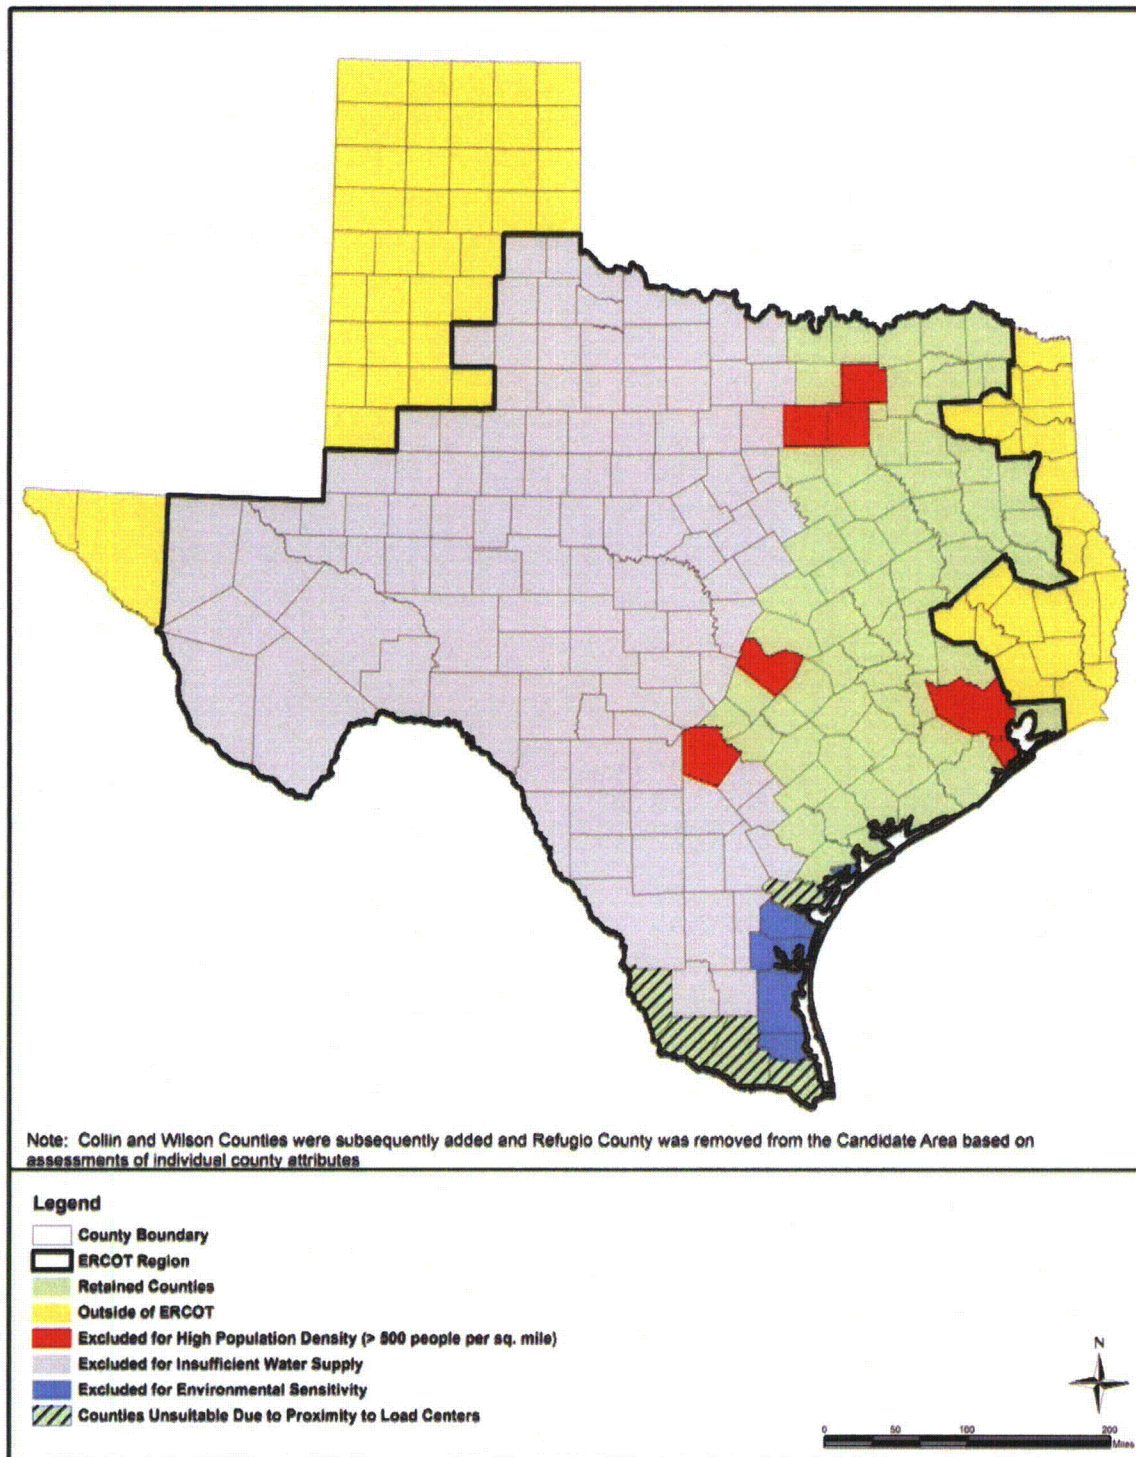 Note: Collin and Wilson Counties were subsequently added and Refugio County was removed from the Candidate Area based on
assessments of individual county attributes
Legend
County Boundary
ERCOT Region
Retained Counties
Outside of ERCOT
Excluded for High Population Density (> 500 people per sq. mile)
Excluded for Insufficient Water Supply
Excluded for Environmental Sensitivity
Counties Unsuitable Due to Proximity to Load Centers
N
0 50 100 200
Miles